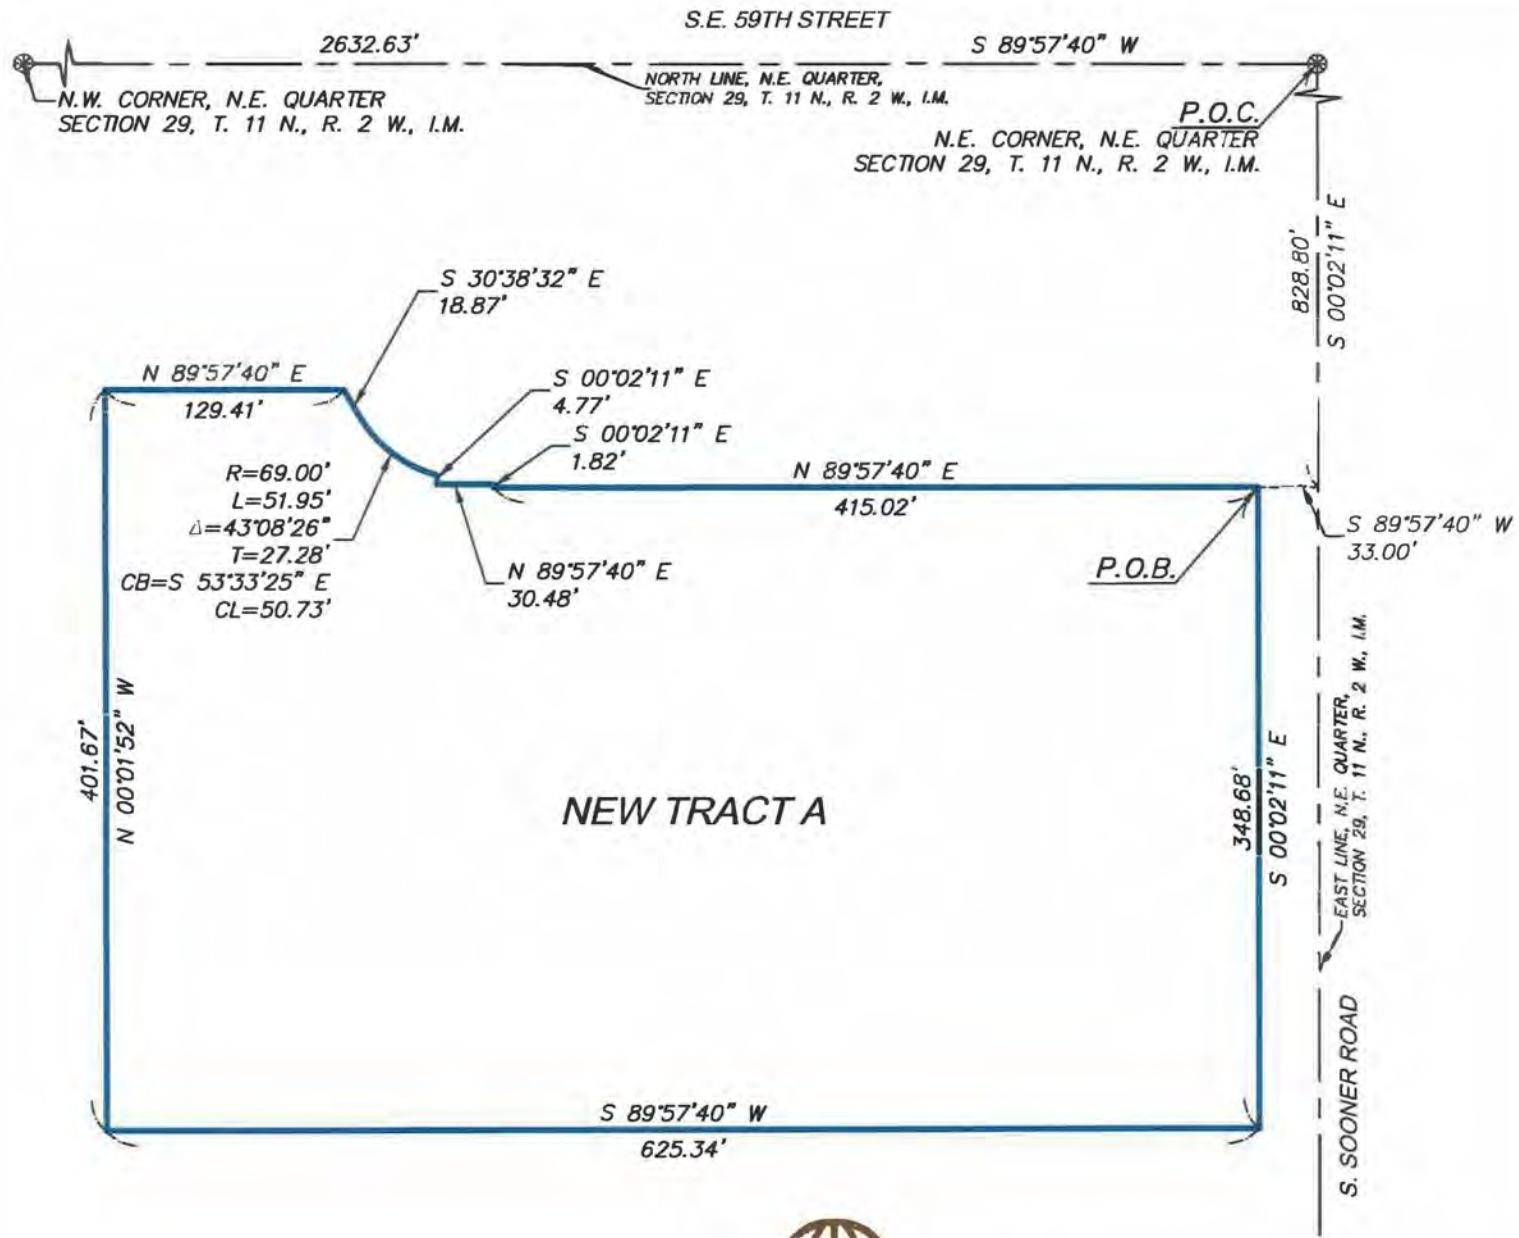 S.E. 59TH STREET
2632.63'
S 89°57'40" W
NORTH LINE, N.E. QUARTER,
SECTION 29, T. 11 N., R. 2 W., I.M.
N.W. CORNER, N.E. QUARTER
SECTION 29, T. 11 N., R. 2 W., I.M.
P.O.C.
N.E. CORNER, N.E. QUARTER
SECTION 29, T. 11 N., R. 2 W., I.M.
828.80'
S 00°02'11" E
S 30°38'32" E
18.87'
N 89°57'40" E
129.41'
S 00°02'11" E
4.77'
S 00°02'11" E
1.82'
N 89°57'40" E
415.02'
R=69.00'
L=51.95'
Δ=43°08'26"
T=27.28'
CB=S 53°33'25" E
CL=50.73'
N 89°57'40" E
30.48'
P.O.B.
S 89°57'40" W
33.00'
401.67'
N 00°01'52" W
NEW TRACT A
348.68'
S 00°02'11" E
EAST LINE, N.E. QUARTER,
SECTION 29, T. 11 N., R. 2 W., I.M.
S 89°57'40" W
625.34'
S. SOONER ROAD